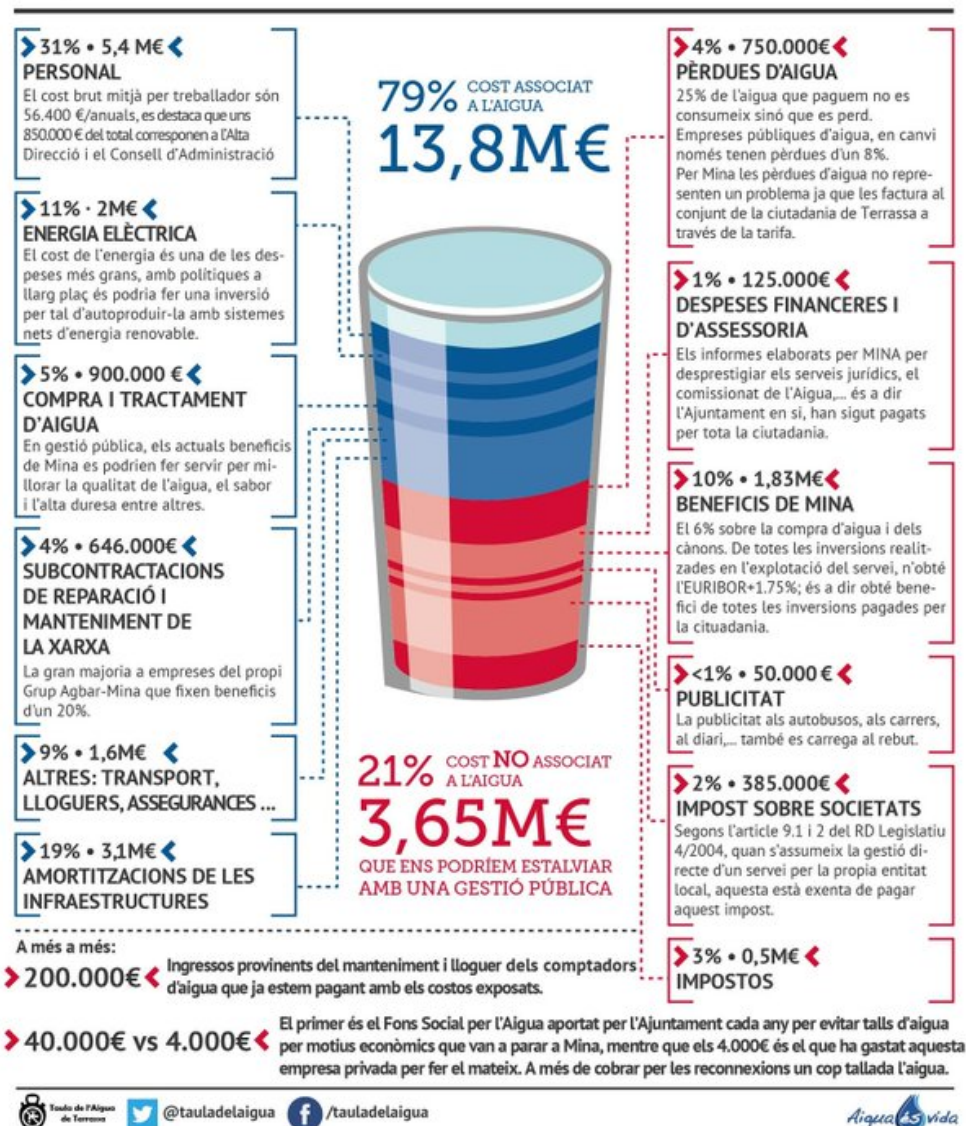 31% • 5,4 M€
PERSONAL
El cost brut mitjà per treballador són
56.400 €/anuals, es destaca que uns
850.000 € del total corresponen a l'Alta
Direcció i el Consell d'Administració
11% · 2M€
ENERGIA ELÈCTRICA
El cost de l'energia és una de les des-
peses més grans, amb polítiques a
llarg plaç és podria fer una inversió
per tal d'autoproduir-la amb sistemes
nets d'energia renovable.
5% • 900.000 €
COMPRA I TRACTAMENT
D'AIGUA
En gestió pública, els actuals beneficis
de Mina es podrien fer servir per mi-
llorar la qualitat de l'aigua, el sabor
i l'alta duresa entre altres.
4% • 646.000€
SUBCONTRACTACIONS
DE REPARACIÓ I
MANTENIMENT DE
LA XARXA
La gran majoria a empreses del propi
Grup Agbar-Mina que fixen beneficis
d'un 20%.
9% • 1,6M€
ALTRES: TRANSPORT,
LLOGUERS, ASSEGURANCES ...
19% • 3,1M€
AMORTITZACIONS DE LES
INFRAESTRUCTURES
79% COST ASSOCIAT
A L'AIGUA
13,8M€
21% COST NO ASSOCIAT
A L'AIGUA
3,65M€
QUE ENS PODRÍEM ESTALVIAR
AMB UNA GESTIÓ PÚBLICA
4% • 750.000€
PÈRDUES D'AIGUA
25% de l'aigua que paguem no es
consumeix sinó que es perd.
Empreses públiques d'aigua, en canvi
només tenen pèrdues d'un 8%.
Per Mina les pèrdues d'aigua no repre-
senten un problema ja que les factura al
conjunt de la ciutadania de Terrassa a
través de la tarifa.
1% • 125.000€
DESPESES FINANCERES I
D'ASSESSORIA
Els informes elaborats per MINA per
desprestigiar els serveis jurídics, el
comissionat de l'Aigua,... és a dir
l'Ajuntament en si, han sigut pagats
per tota la ciutadania.
10% • 1,83M€
BENEFICIS DE MINA
El 6% sobre la compra d'aigua i dels
cànons. De totes les inversions realit-
zades en l'explotació del servei, n'obté
l'EURIBOR+1.75%; és a dir obté bene-
fici de totes les inversions pagades per
la cituadania.
<1% • 50.000 €
PUBLICITAT
La publicitat als autobusos, als carrers,
al diari,... també es carrega al rebut.
2% • 385.000€
IMPOST SOBRE SOCIETATS
Segons l'article 9.1 i 2 del RD Legislatiu
4/2004, quan s'assumeix la gestió di-
recte d'un servei per la propia entitat
local, aquesta està exenta de pagar
aquest impost.
3% • 0,5M€
IMPOSTOS
A més a més:
200.000€ Ingressos provinents del manteniment i lloguer dels comptadors
d'aigua que ja estem pagant amb els costos exposats.
40.000€ vs 4.000€ El primer és el Fons Social per l'Aigua aportat per l'Ajuntament cada any per evitar talls d'aigua
per motius econòmics que van a parar a Mina, mentre que els 4.000€ és el que ha gastat aquesta
empresa privada per fer el mateix. A més de cobrar per les reconnexions un cop tallada l'aigua.
Taula de l'Aigua
de Terrassa
@tauladelaigua
/tauladelaigua
Aigua és vida